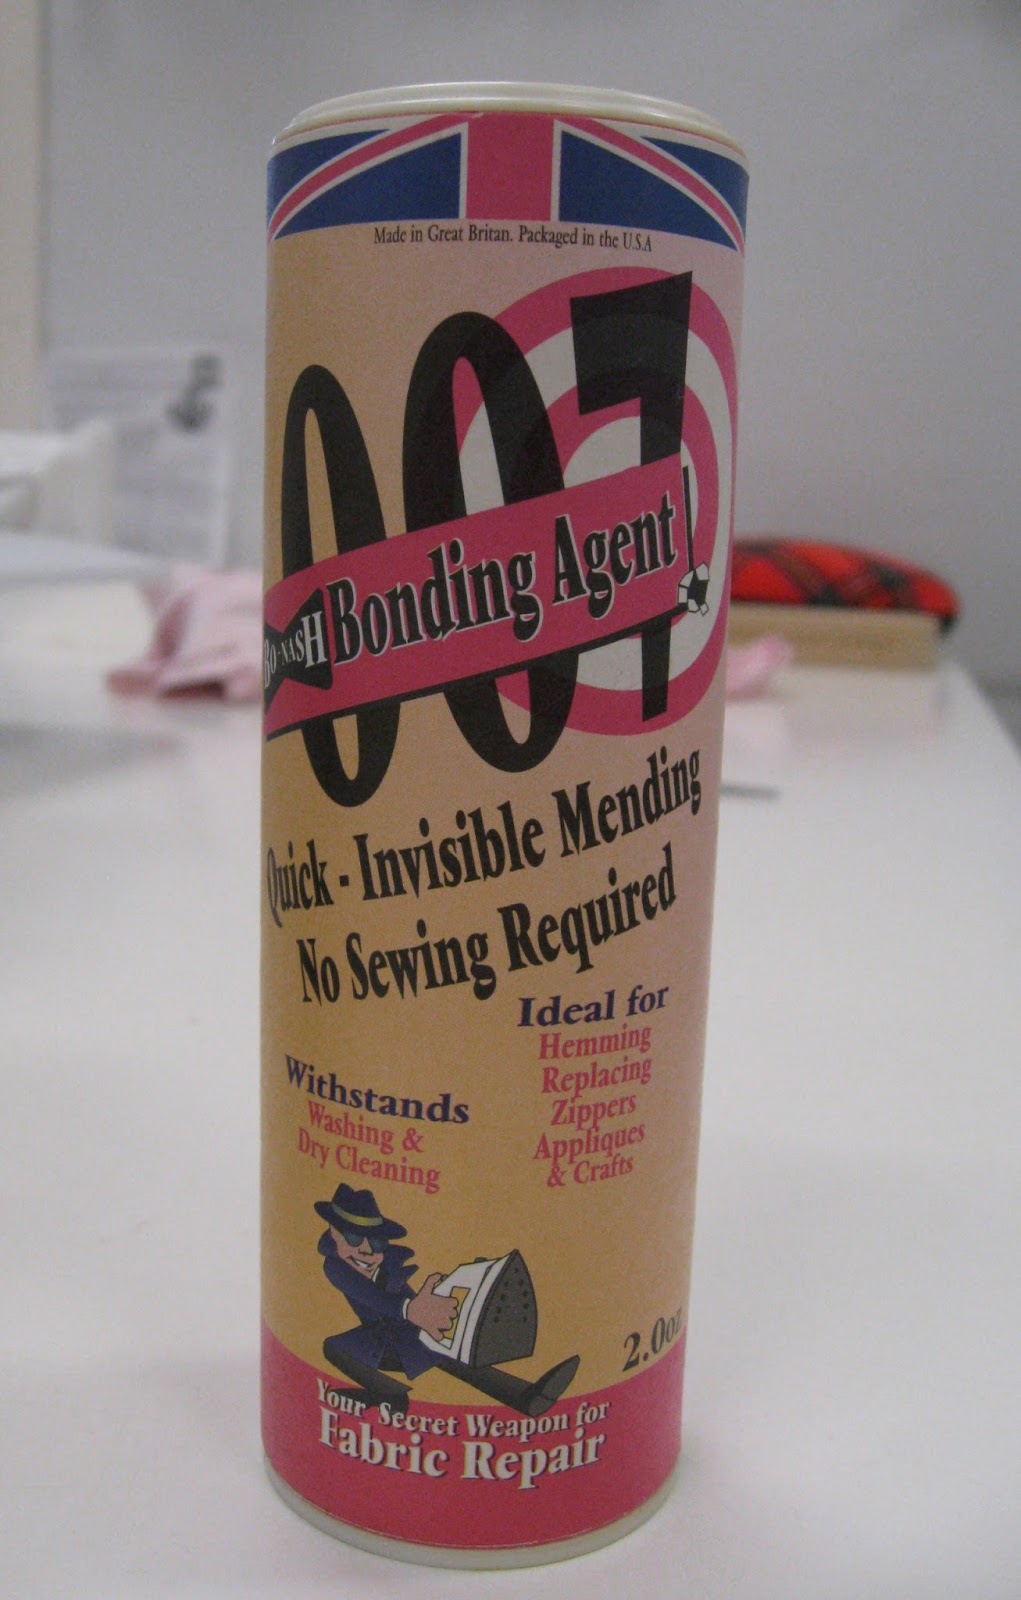 Made in Great Britan. Packaged in the U.S.A
007
BO-NASH Bonding Agent
Quick - Invisible Mending
No Sewing Required
Ideal for
Hemming
Replacing
Zippers
Appliques
& Crafts
Withstands
Washing &
Dry Cleaning
2.0oz
Your Secret Weapon for
Fabric Repair